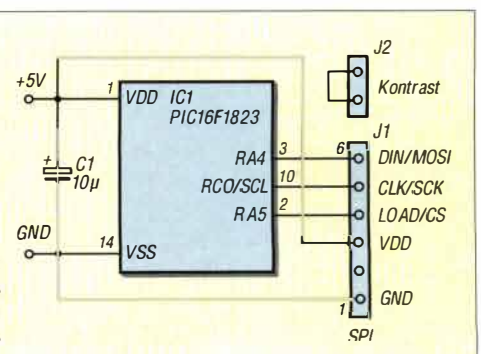 J2
+5V
1
VDD
IC1
PIC16F1823
Kontrast
J1
RA4
3
6
DIN/MOSI
+
C1
10µ
RCO/SCL
10
CLK/SCK
RA5
2
LOAD/CS
GND
14
VSS
VDD
1
GND
SPI